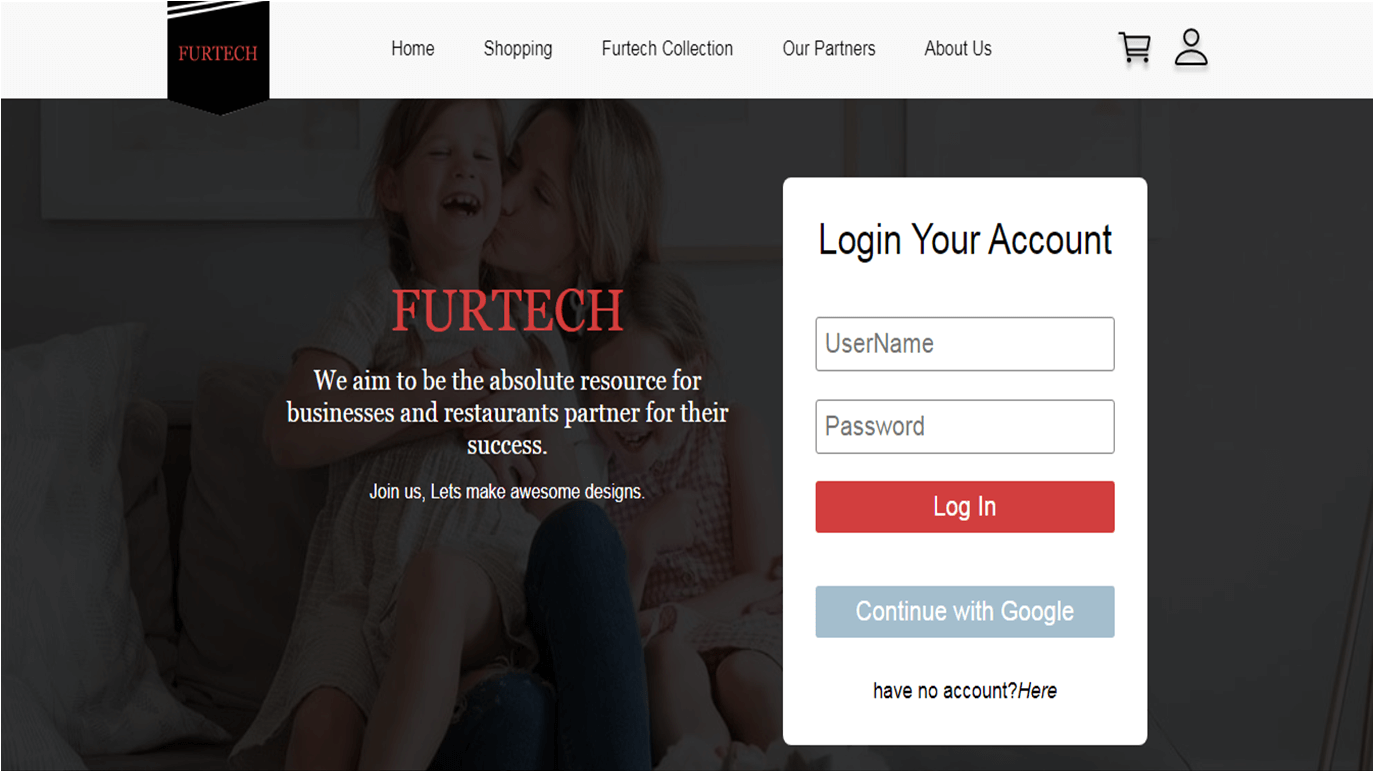 FURTECH
Home
Shopping
Furtech Collection
Our Partners
About Us
FURTECH
We aim to be the absolute resource for
businesses and restaurants partner for their
success.
Join us, Lets make awesome designs.
Login Your Account
UserName
Password
Log In
Continue with Google
have no account?Here